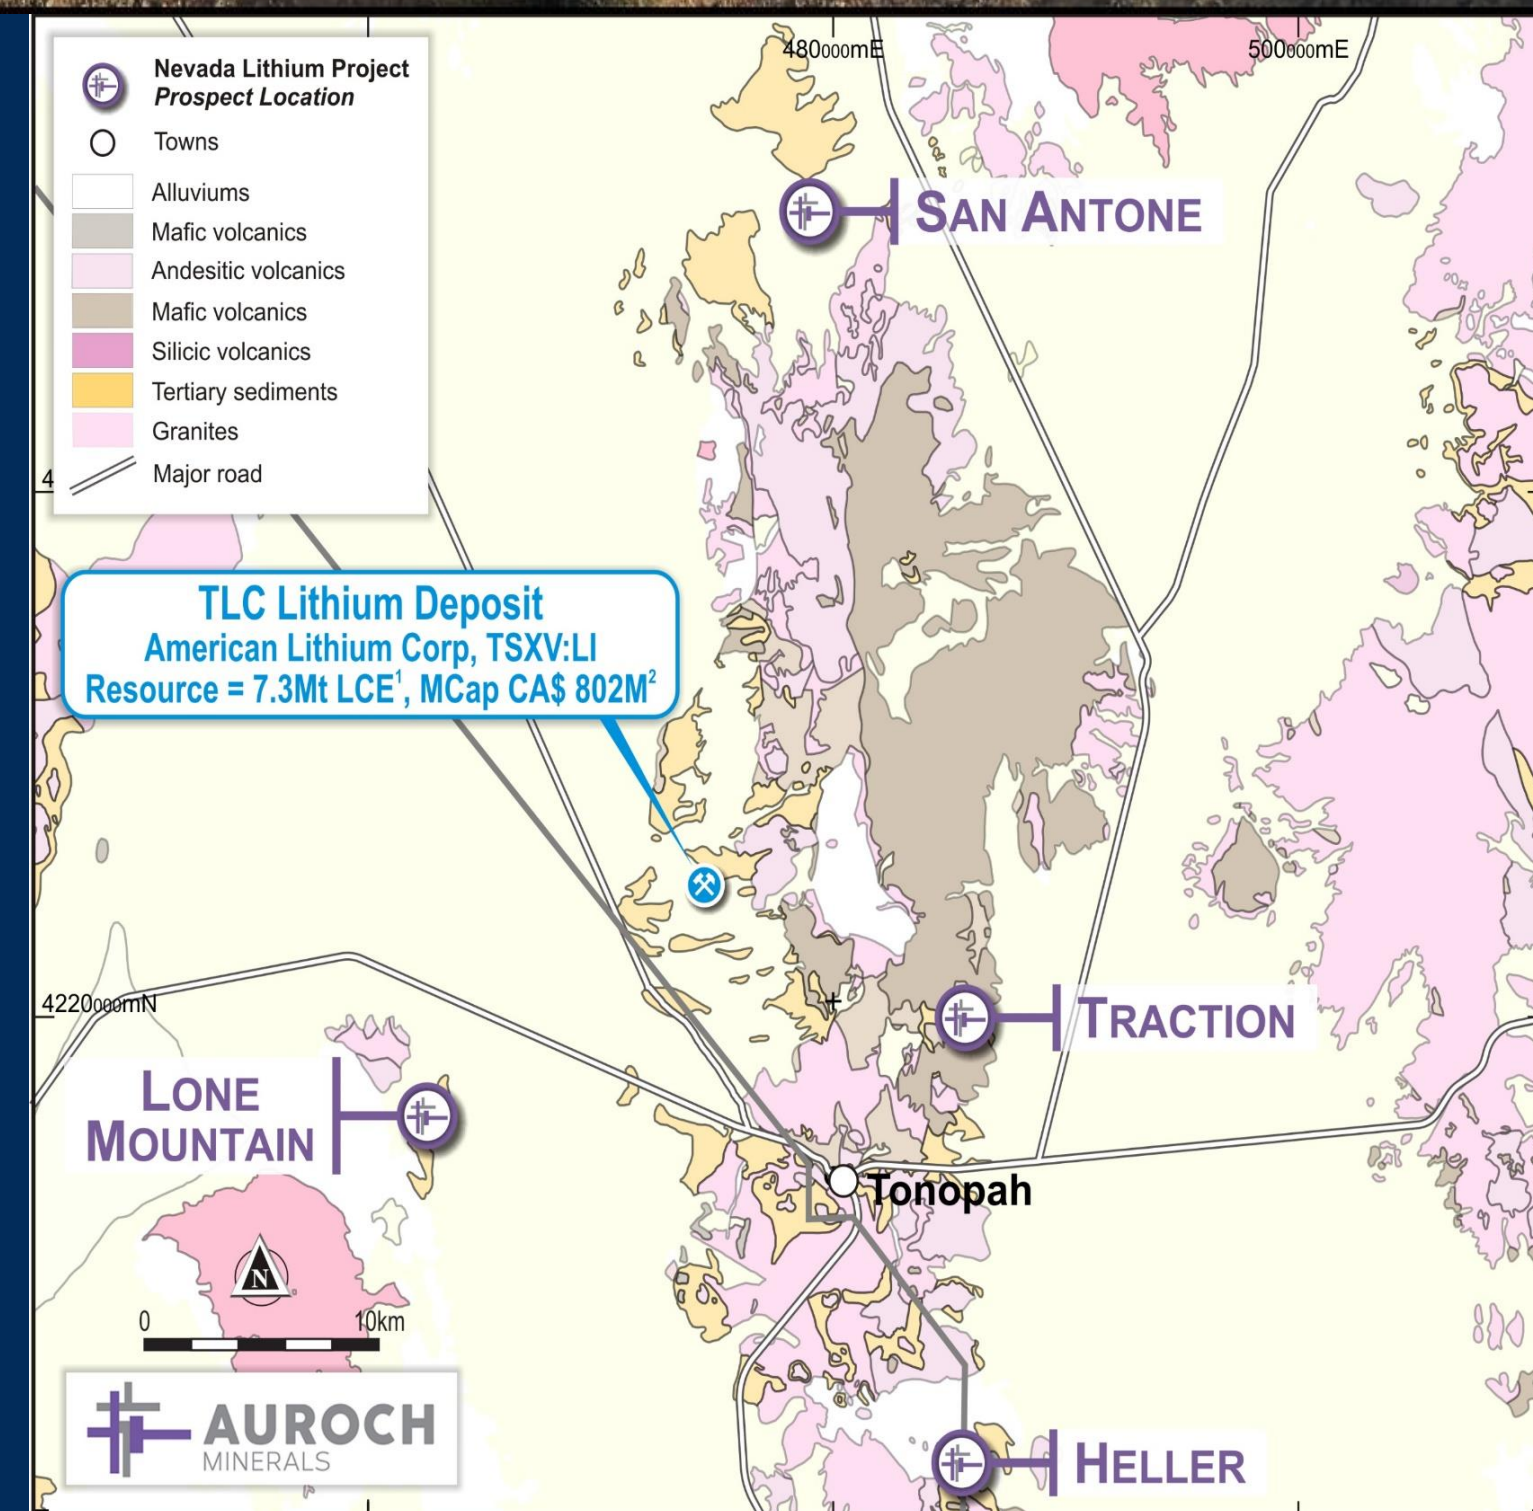 480000mE
500000mE
Nevada Lithium Project
Prospect Location
Towns
Alluviums
Mafic volcanics
Andesitic volcanics
Mafic volcanics
Silicic volcanics
Tertiary sediments
Granites
Major road
SAN ANTONE
4
TLC Lithium Deposit
American Lithium Corp, TSXV:LI
Resource = 7.3Mt LCE¹, MCap CA$ 802M²
4220000mN
TRACTION
LONE
MOUNTAIN
Tonopah
N
0 10km
AUROCH
MINERALS
HELLER